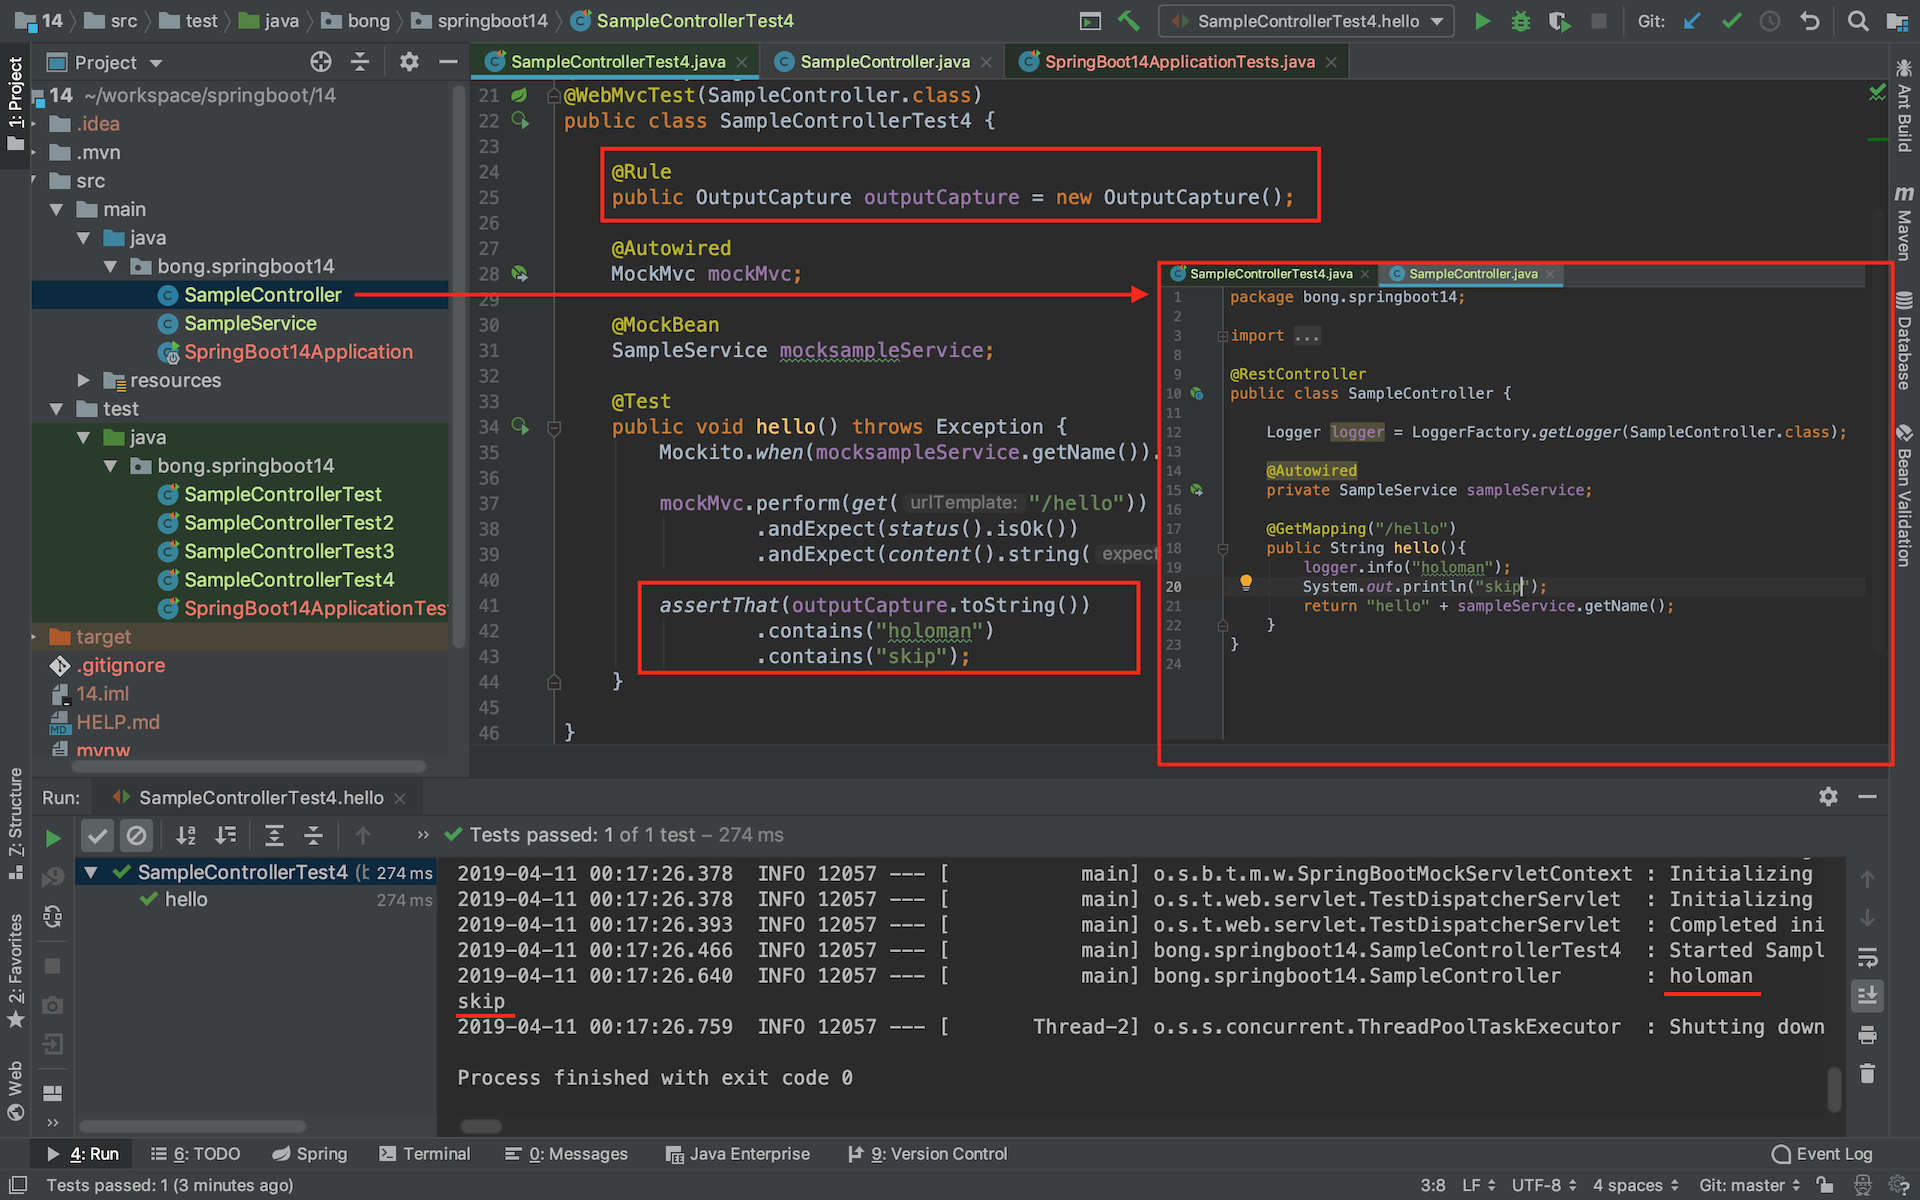 14 src test java bong springboot14 SampleControllerTest4
SampleControllerTest4.hello Git:
1: Project
Project
SampleControllerTest4.java SampleController.java SpringBoot14ApplicationTests.java
14 ~/workspace/springboot/14
.idea
.mvn
src
main
java
bong.springboot14
SampleController
SampleService
SpringBoot14Application
resources
test
java
bong.springboot14
SampleControllerTest
SampleControllerTest2
SampleControllerTest3
SampleControllerTest4
SpringBoot14ApplicationTes
target
.gitignore
14.iml
HELP.md
mvnw
21 @WebMvcTest(SampleController.class)
22 public class SampleControllerTest4 {
23
24 @Rule
25 public OutputCapture outputCapture = new OutputCapture();
26
27 @Autowired
28 MockMvc mockMvc;
29
30 @MockBean
31 SampleService mocksampleService;
32
33 @Test
34 public void hello() throws Exception {
35 Mockito.when(mocksampleService.getName()).
36
37 mockMvc.perform(get( urlTemplate: "/hello"))
38 .andExpect(status().isOk())
39 .andExpect(content().string( expect
40
41 assertThat(outputCapture.toString())
42 .contains("holoman")
43 .contains("skip");
44 }
45
46 }
SampleControllerTest4.java SampleController.java
1 package bong.springboot14;
2
3 import ...
8
9 @RestController
10 public class SampleController {
11
12 Logger logger = LoggerFactory.getLogger(SampleController.class);
13
14 @Autowired
15 private SampleService sampleService;
16
17 @GetMapping("/hello")
18 public String hello(){
19 logger.info("holoman");
20 System.out.println("skip");
21 return "hello" + sampleService.getName();
22 }
23 }
24
Ant Build
Maven
Database
Bean Validation
Z: Structure
2: Favorites
Web
Run: SampleControllerTest4.hello
Tests passed: 1 of 1 test – 274 ms
SampleControllerTest4 (b 274 ms
hello 274 ms
2019-04-11 00:17:26.378 INFO 12057 --- [ main] o.s.b.t.m.w.SpringBootMockServletContext : Initializing
2019-04-11 00:17:26.378 INFO 12057 --- [ main] o.s.t.web.servlet.TestDispatcherServlet : Initializing
2019-04-11 00:17:26.393 INFO 12057 --- [ main] o.s.t.web.servlet.TestDispatcherServlet : Completed ini
2019-04-11 00:17:26.466 INFO 12057 --- [ main] bong.springboot14.SampleControllerTest4 : Started Sampl
2019-04-11 00:17:26.640 INFO 12057 --- [ main] bong.springboot14.SampleController : holoman
skip
2019-04-11 00:17:26.759 INFO 12057 --- [ Thread-2] o.s.s.concurrent.ThreadPoolTaskExecutor : Shutting down
Process finished with exit code 0
4: Run 6: TODO Spring Terminal 0: Messages Java Enterprise 9: Version Control Event Log
Tests passed: 1 (3 minutes ago) 3:8 LF UTF-8 4 spaces Git: master